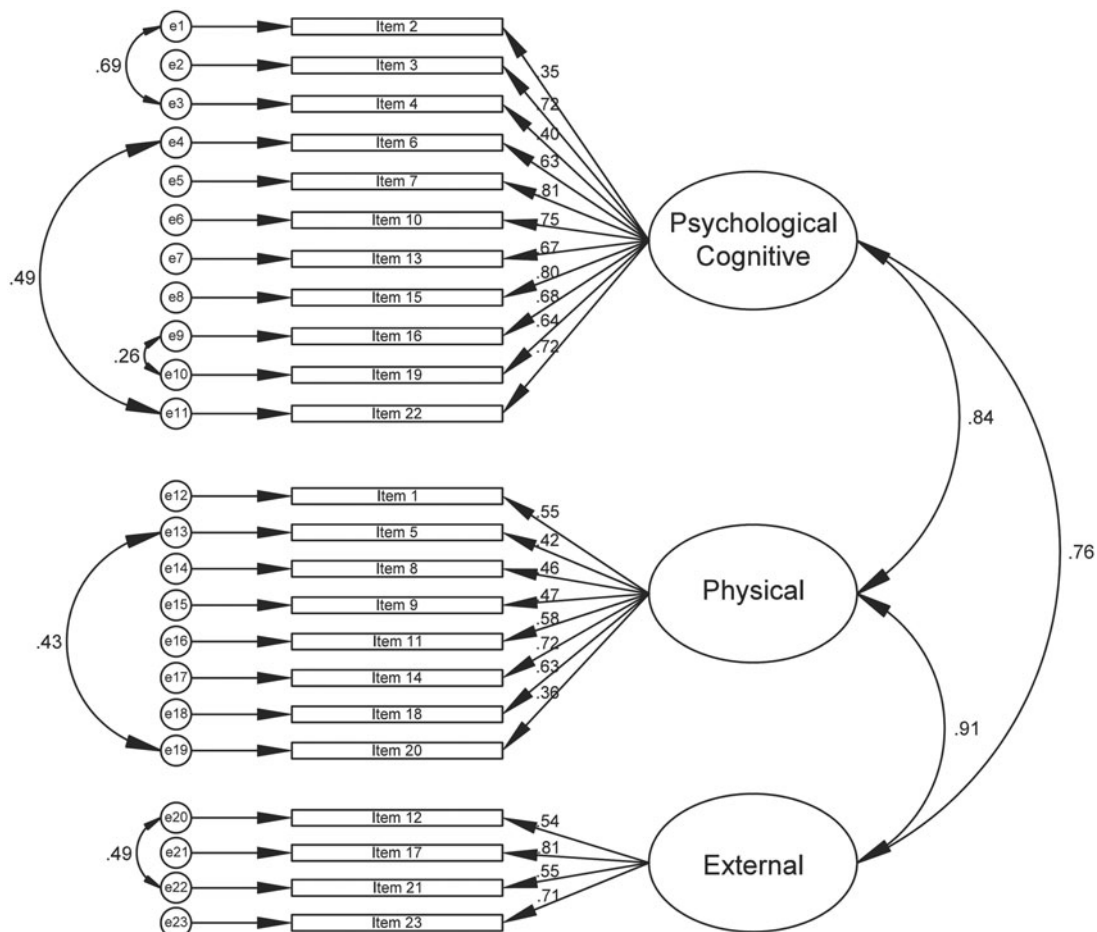 e1 Item 2
.35
.69 e2 Item 3
.72
e3 Item 4
.40
e4 Item 6
.63
e5 Item 7
.81
e6 Item 10
.75
Psychological
Cognitive
e7 Item 13
.67
.49
e8 Item 15
.80
.68
e9 Item 16
.64
.26
.72
e10 Item 19
e11 Item 22
.84
e12 Item 1
.55
e13 Item 5
.42
e14 Item 8
.46
.76
e15 Item 9
.47
Physical
.58
e16 Item 11
.43
.72
e17 Item 14
.63
.36
e18 Item 18
e19 Item 20
.91
e20 Item 12
.54
.49 e21 Item 17
.81
External
e22 Item 21
.55
.71
e23 Item 23